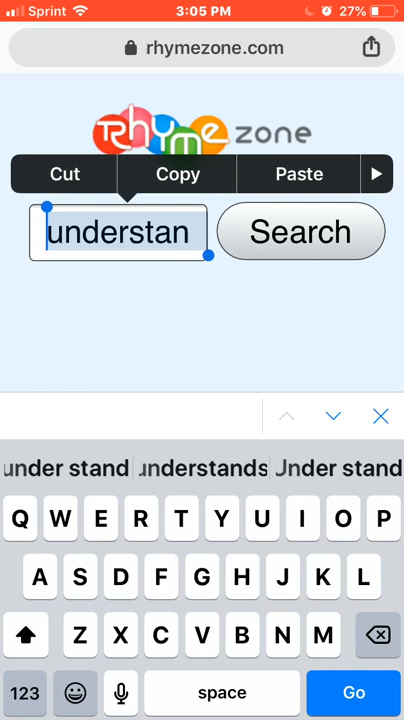 Sprint 3:05 PM 27%
rhymezone.com
Rhyme zone
Cut Copy Paste
understan Search
under stand understands Under stand
Q W E R T Y U I O P
A S D F G H J K L
Z X C V B N M
123 space Go